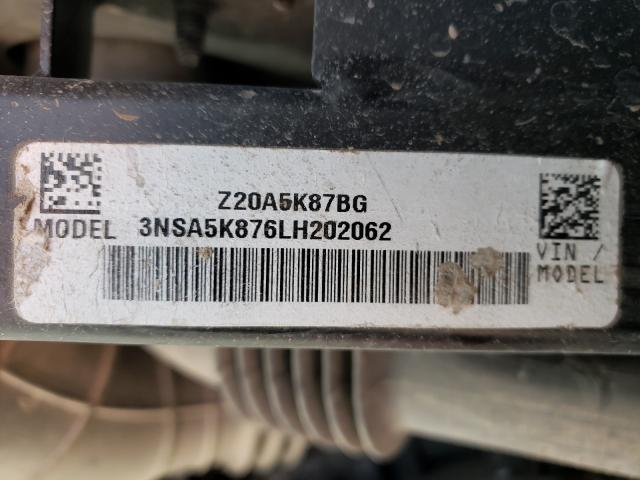 Z20A5K87BG
MODEL 3NSA5K876LH202062
VIN /
MODEL